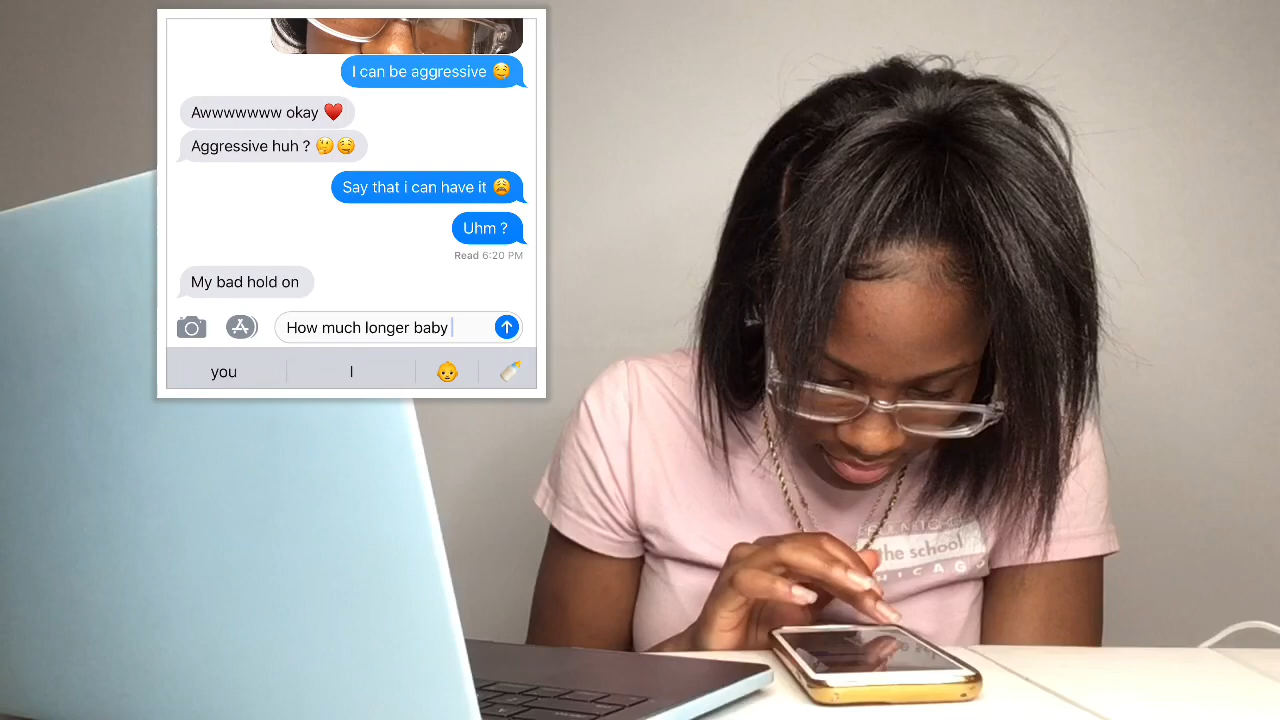 I can be aggressive 😊
Awwwwwww okay ♥️
Aggressive huh ? 🤔🤤
Say that i can have it 😩
Uhm ?
Read 6:20 PM
My bad hold on
How much longer baby
you I 👶 🍼
the school
CHICAGO